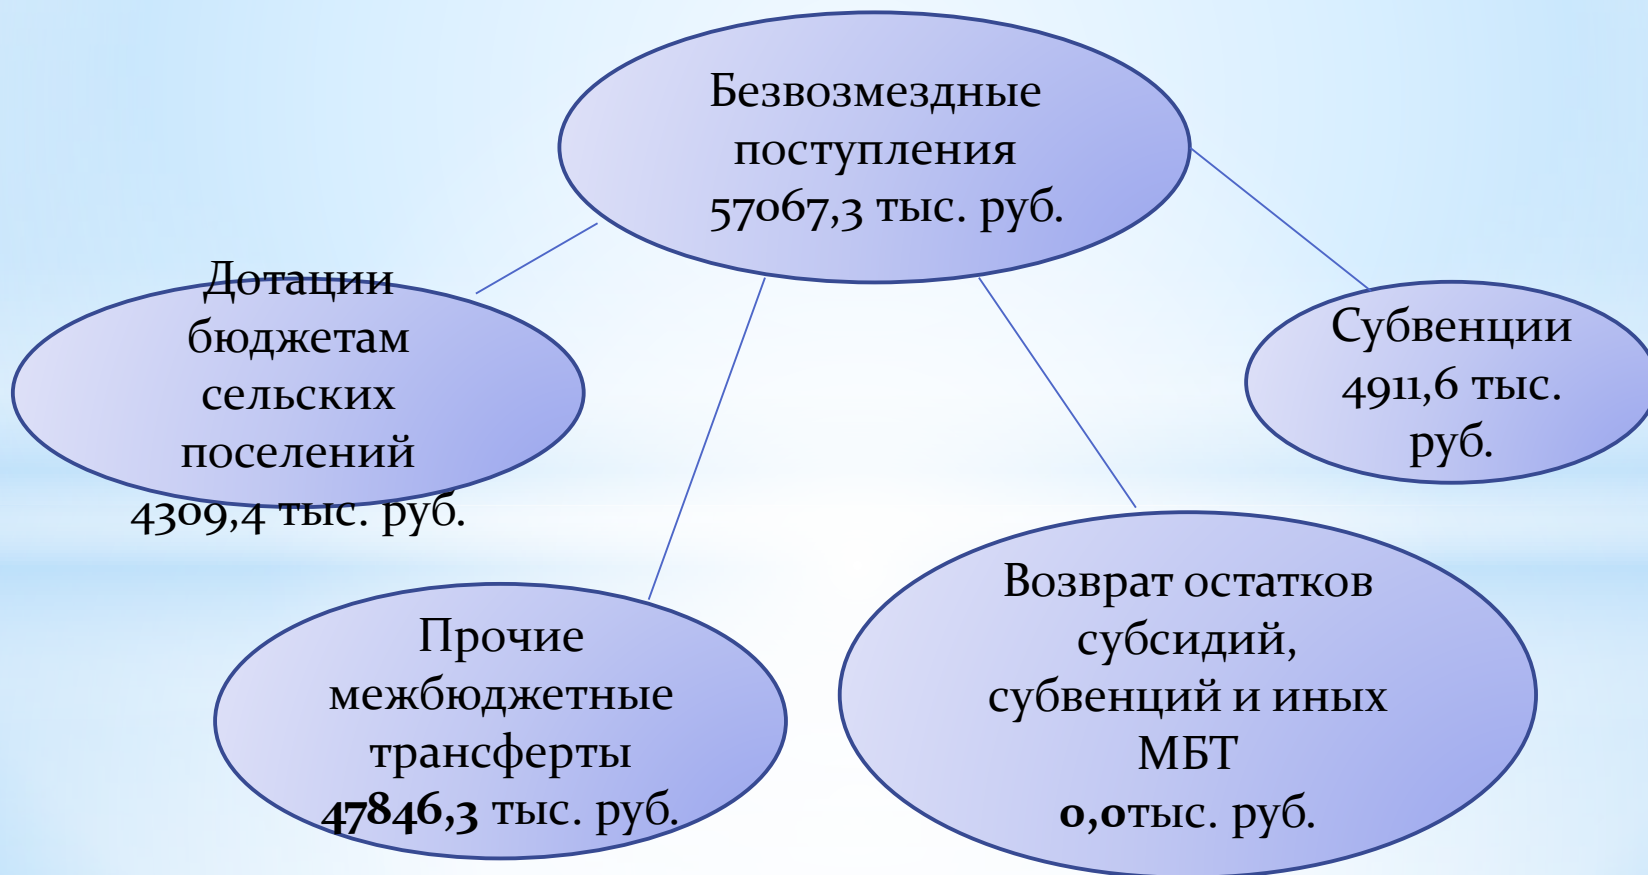 Безвозмездные
поступления
57067,3 тыс. руб.
Дотации
бюджетам
сельских
поселений
4309,4 тыс. руб.
Субвенции
4911,6 тыс.
руб.
Прочие
межбюджетные
трансферты
47846,3 тыс. руб.
Возврат остатков
субсидий,
субвенций и иных
МБТ
0,0тыс. руб.